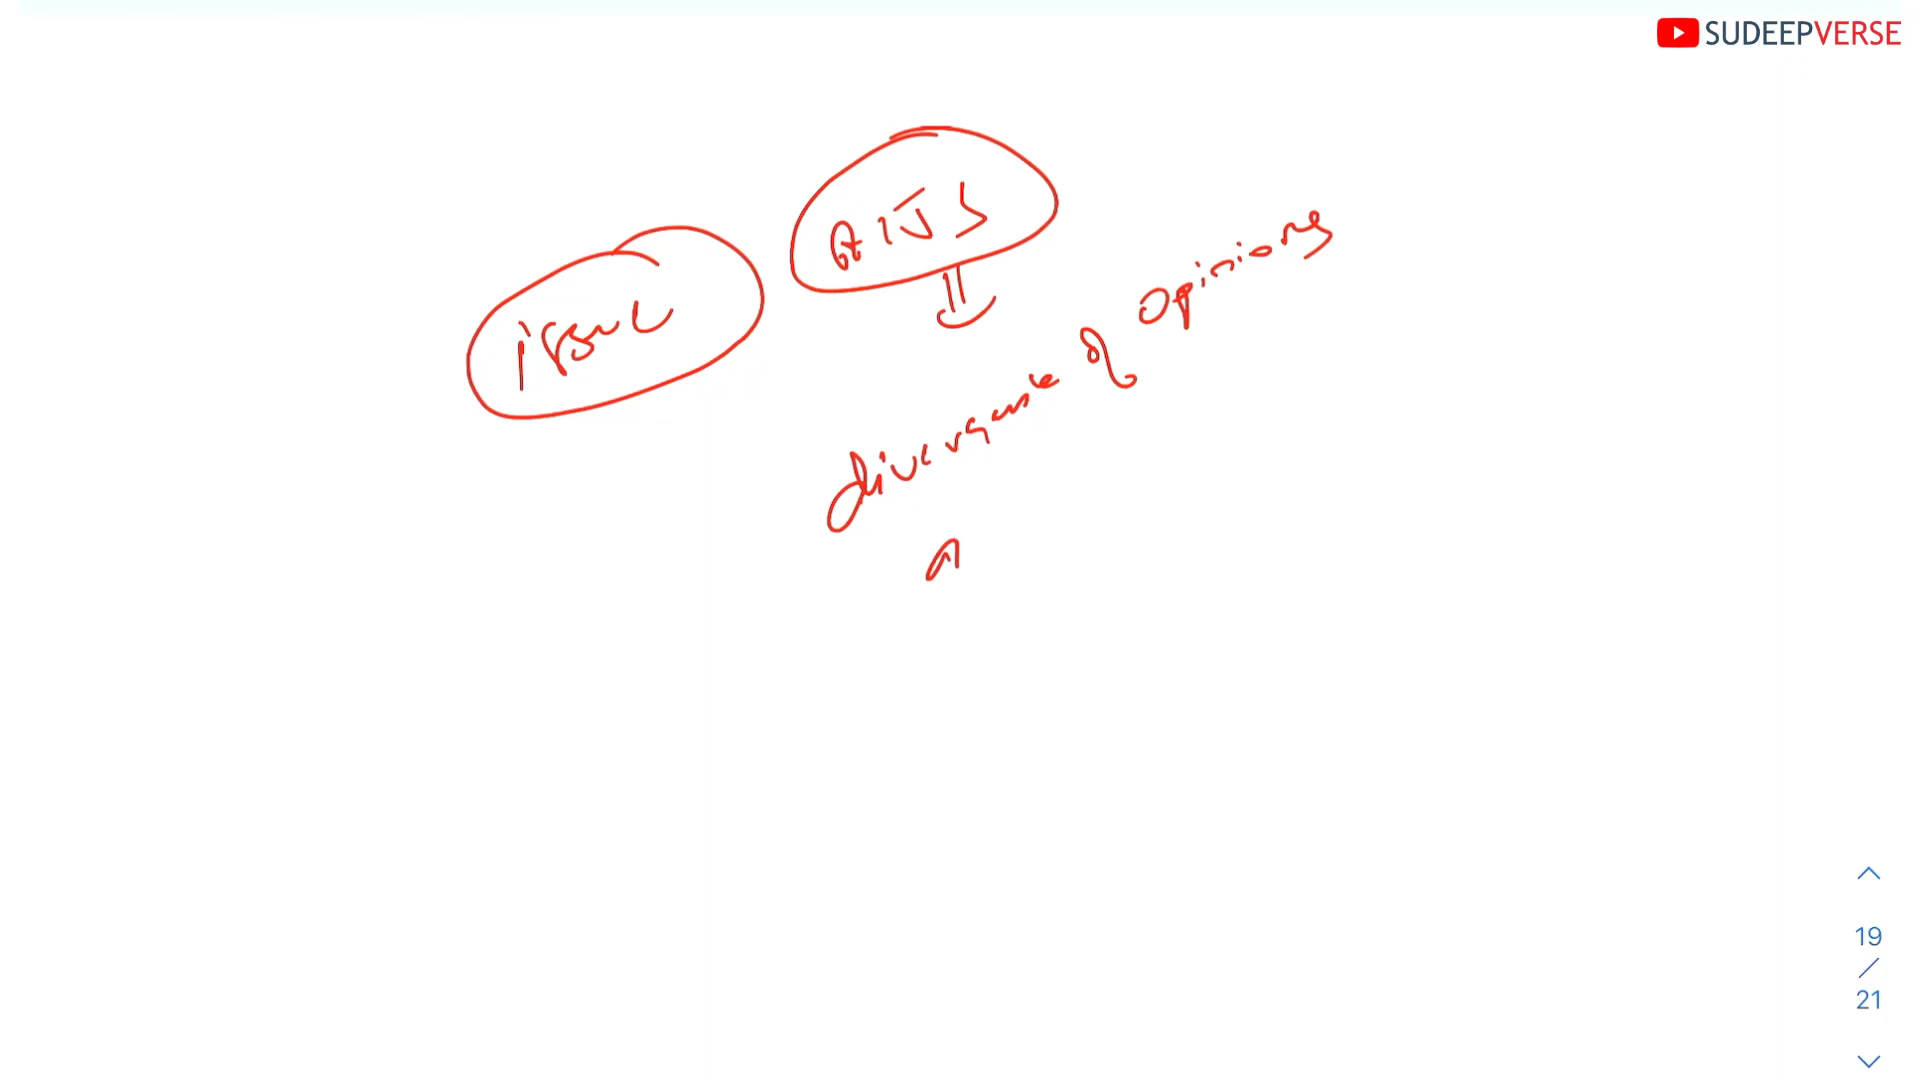 SUDEEPVERSE
AIJS
issue
divergence of opinions
19
/
21